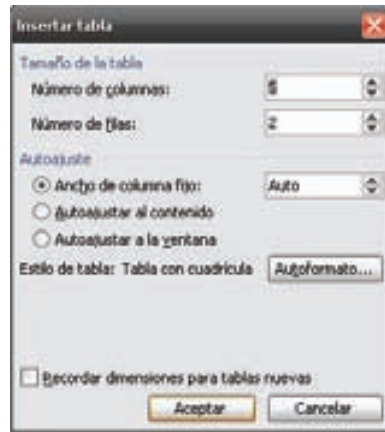 Insertar tabla
Tamaño de la tabla
Número de columnas: 5
Número de filas: 2
Autoajuste
Ancho de columna fijo: Auto
Autoajustar al contenido
Autoajustar a la ventana
Estilo de tabla: Tabla con cuadrícula Autoformato...
Recordar dimensiones para tablas nuevas
Aceptar Cancelar